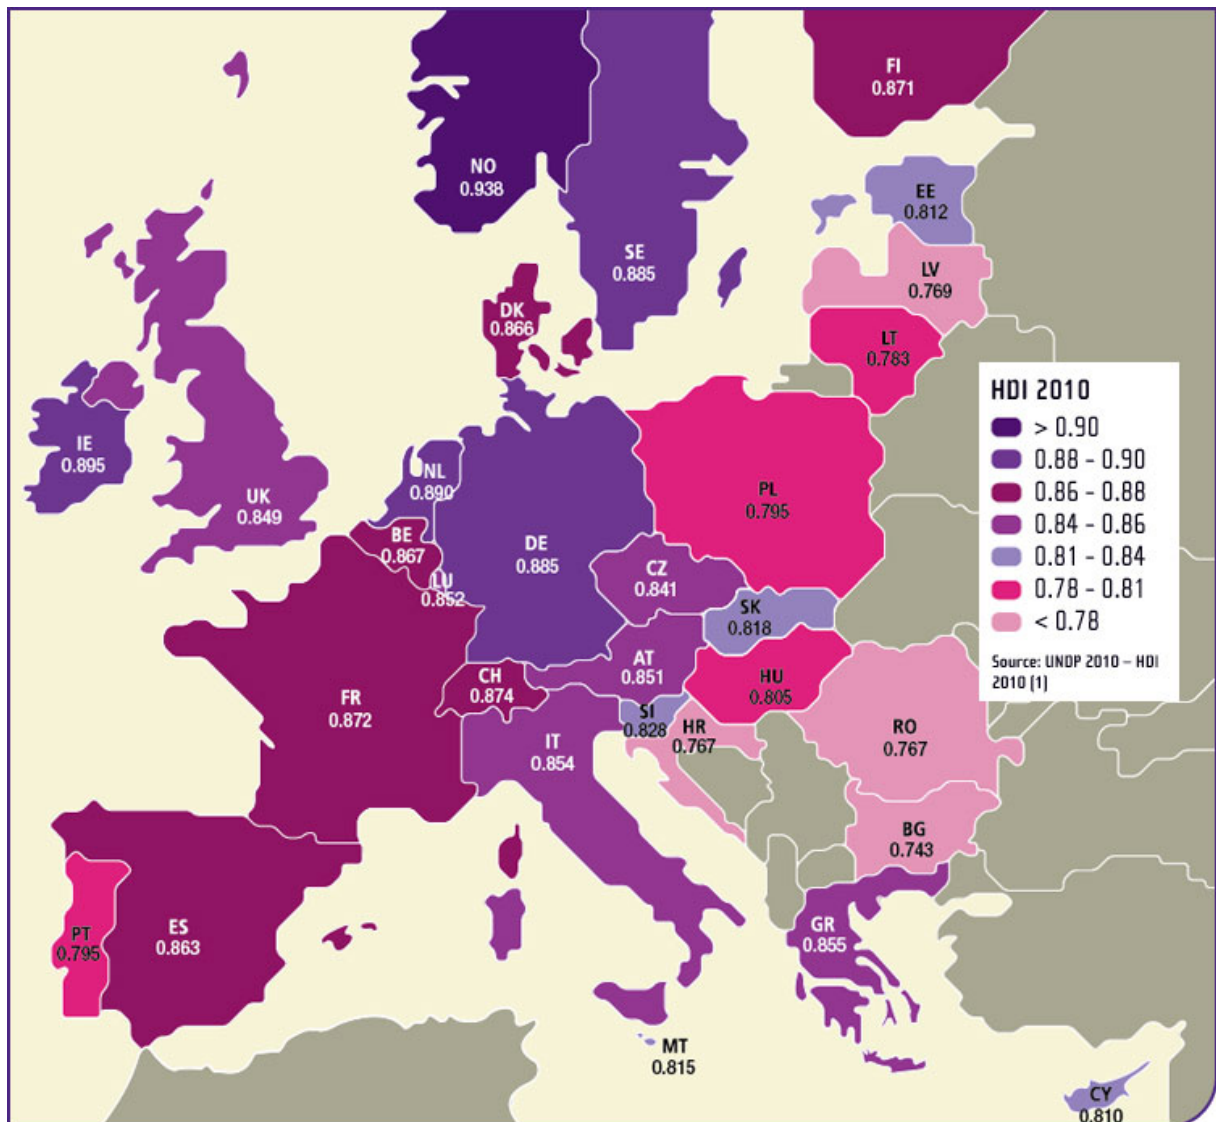 FI
0.871
NO
0.938
EE
0.812
SE
0.885
LV
0.769
DK
0.866
LT
0.783
HDI 2010
> 0.90
0.88 - 0.90
0.86 - 0.88
0.84 - 0.86
0.81 - 0.84
0.78 - 0.81
< 0.78
Source: UNDP 2010 – HDI
2010 (1)
IE
0.895
NL
0.890
UK
0.849
PL
0.795
BE
0.867
DE
0.885
LU
0.852
CZ
0.841
SK
0.818
AT
0.851
CH
0.874
HU
0.805
FR
0.872
SI
0.828
HR
0.767
RO
0.767
IT
0.854
BG
0.743
PT
0.795
ES
0.863
GR
0.855
MT
0.815
CY
0.810